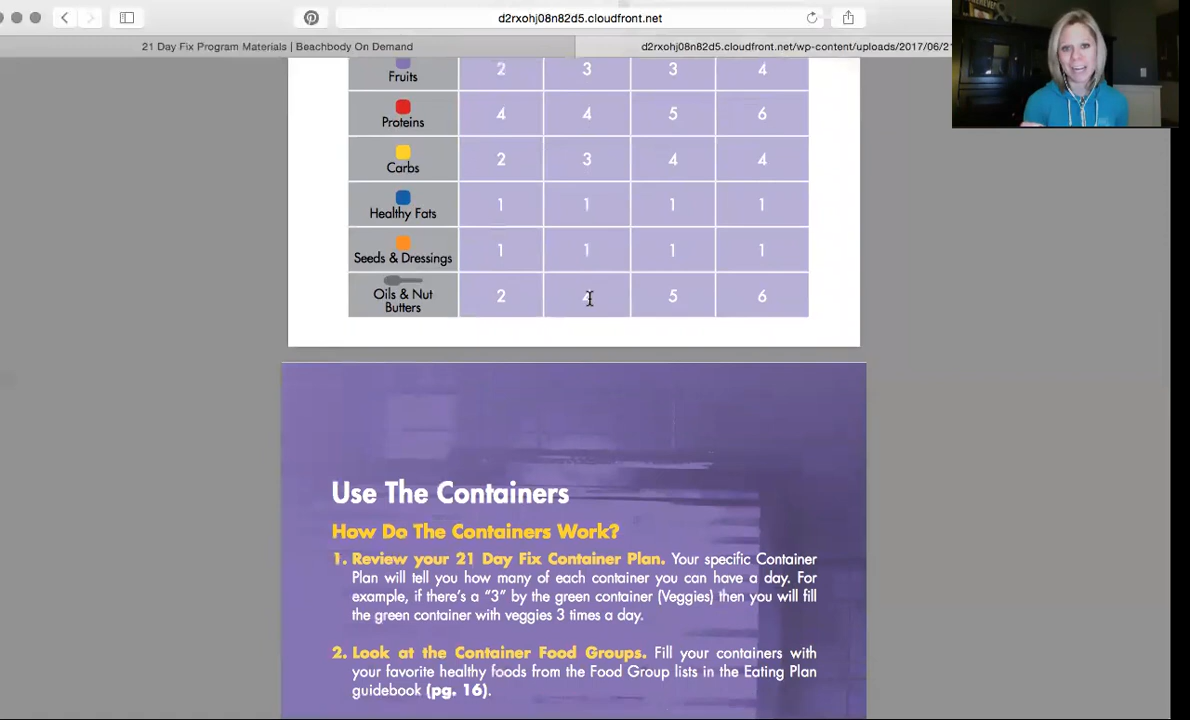 d2rxohj08n82d5.cloudfront.net
21 Day Fix Program Materials | Beachbody On Demand
d2rxohj08n82d5.cloudfront.net/wp-content/uploads/2017/06/21
Fruits 2 3 3 4
Proteins 4 4 5 6
Carbs 2 3 4 4
Healthy Fats 1 1 1 1
Seeds & Dressings 1 1 1 1
Oils & Nut
Butters 2 4 5 6
Use The Containers
How Do The Containers Work?
1. Review your 21 Day Fix Container Plan. Your specific Container
Plan will tell you how many of each container you can have a day. For
example, if there's a "3" by the green container (Veggies) then you will fill
the green container with veggies 3 times a day.
2. Look at the Container Food Groups. Fill your containers with
your favorite healthy foods from the Food Group lists in the Eating Plan
guidebook (pg. 16).